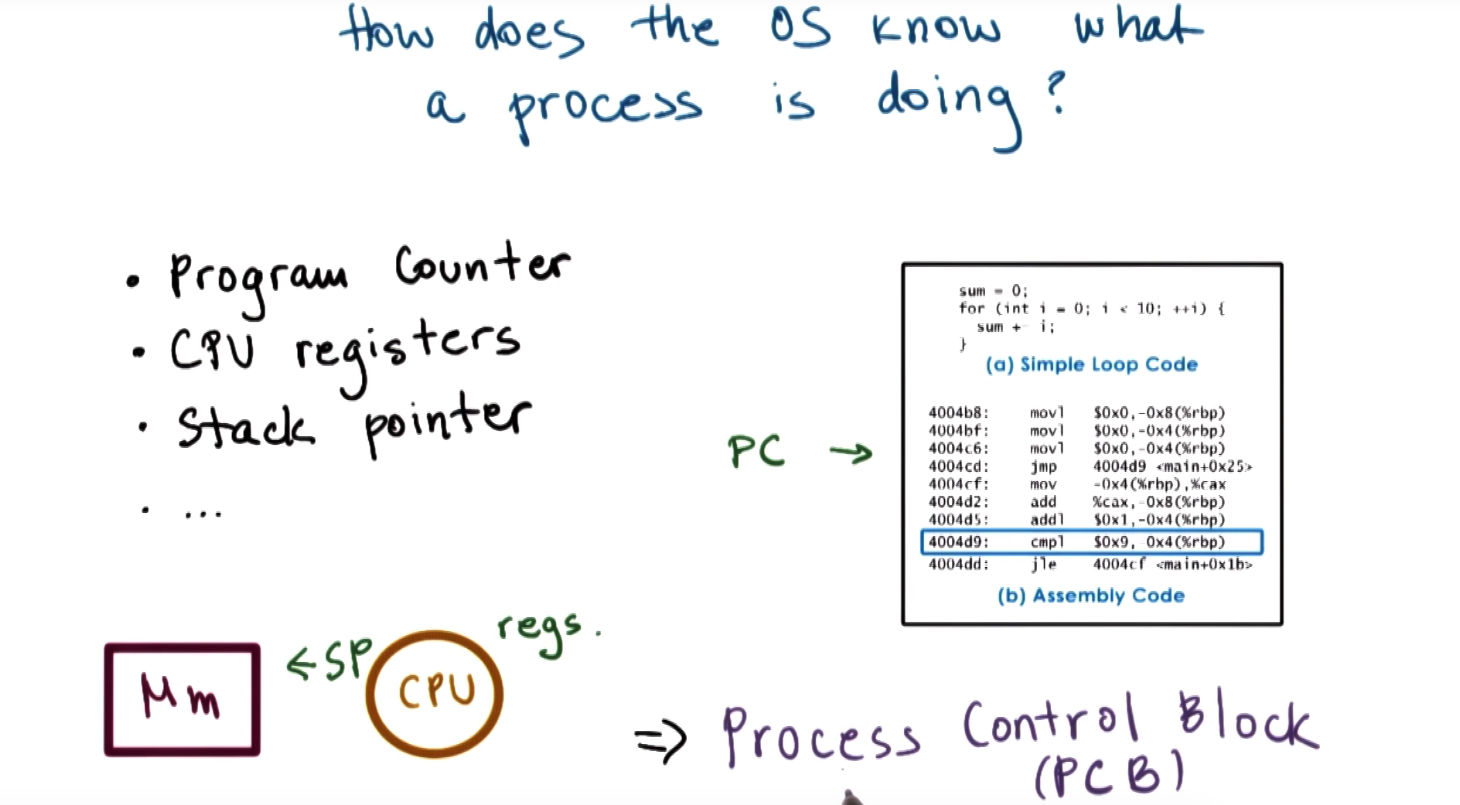 How does the OS know what
a process is doing?
• Program Counter
• CPU registers
• Stack pointer
• ...
PC →
sum = 0;
for (int i = 0; i < 10; ++i) {
sum + i;
}
(a) Simple Loop Code
4004b8: movl $0x0,-0x8(%rbp)
4004bf: movl $0x0,-0x4(%rbp)
4004c6: movl $0x0,-0x4(%rbp)
4004cd: jmp 4004d9 <main+0x25>
4004cf: mov -0x4(%rbp),%cax
4004d2: add %cax, 0x8(%rbp)
4004d5: addl $0x1,-0x4(%rbp)
4004d9: cmpl $0x9, 0x4(%rbp)
4004dd: jle 4004cf <main+0x1b>
(b) Assembly Code
Mm
← SP
CPU
regs.
⇒ Process Control Block
(PCB)